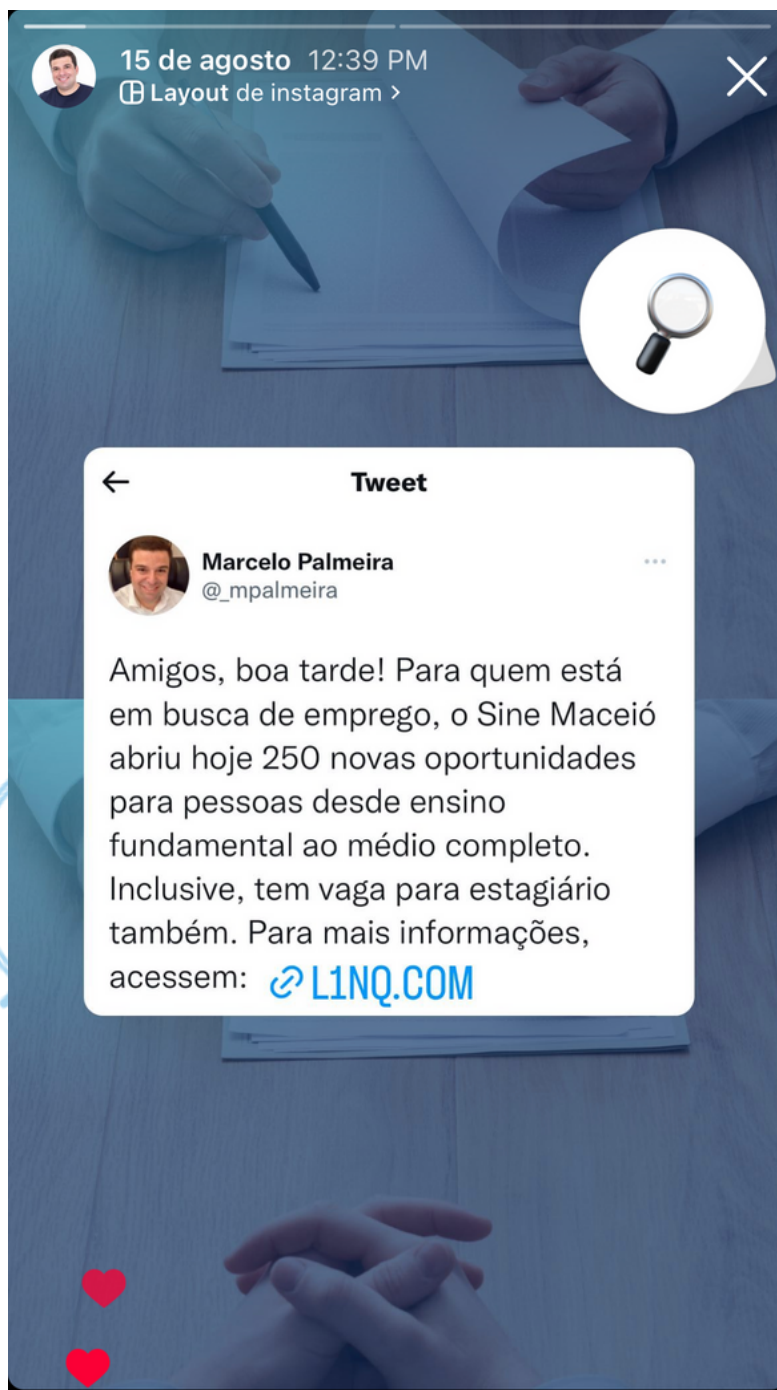 15 de agosto 12:39 PM
Layout de instagram >
Tweet
Marcelo Palmeira
@_mpalmeira
Amigos, boa tarde! Para quem está
em busca de emprego, o Sine Maceió
abriu hoje 250 novas oportunidades
para pessoas desde ensino
fundamental ao médio completo.
Inclusive, tem vaga para estagiário
também. Para mais informações,
acessem: L1NQ.COM